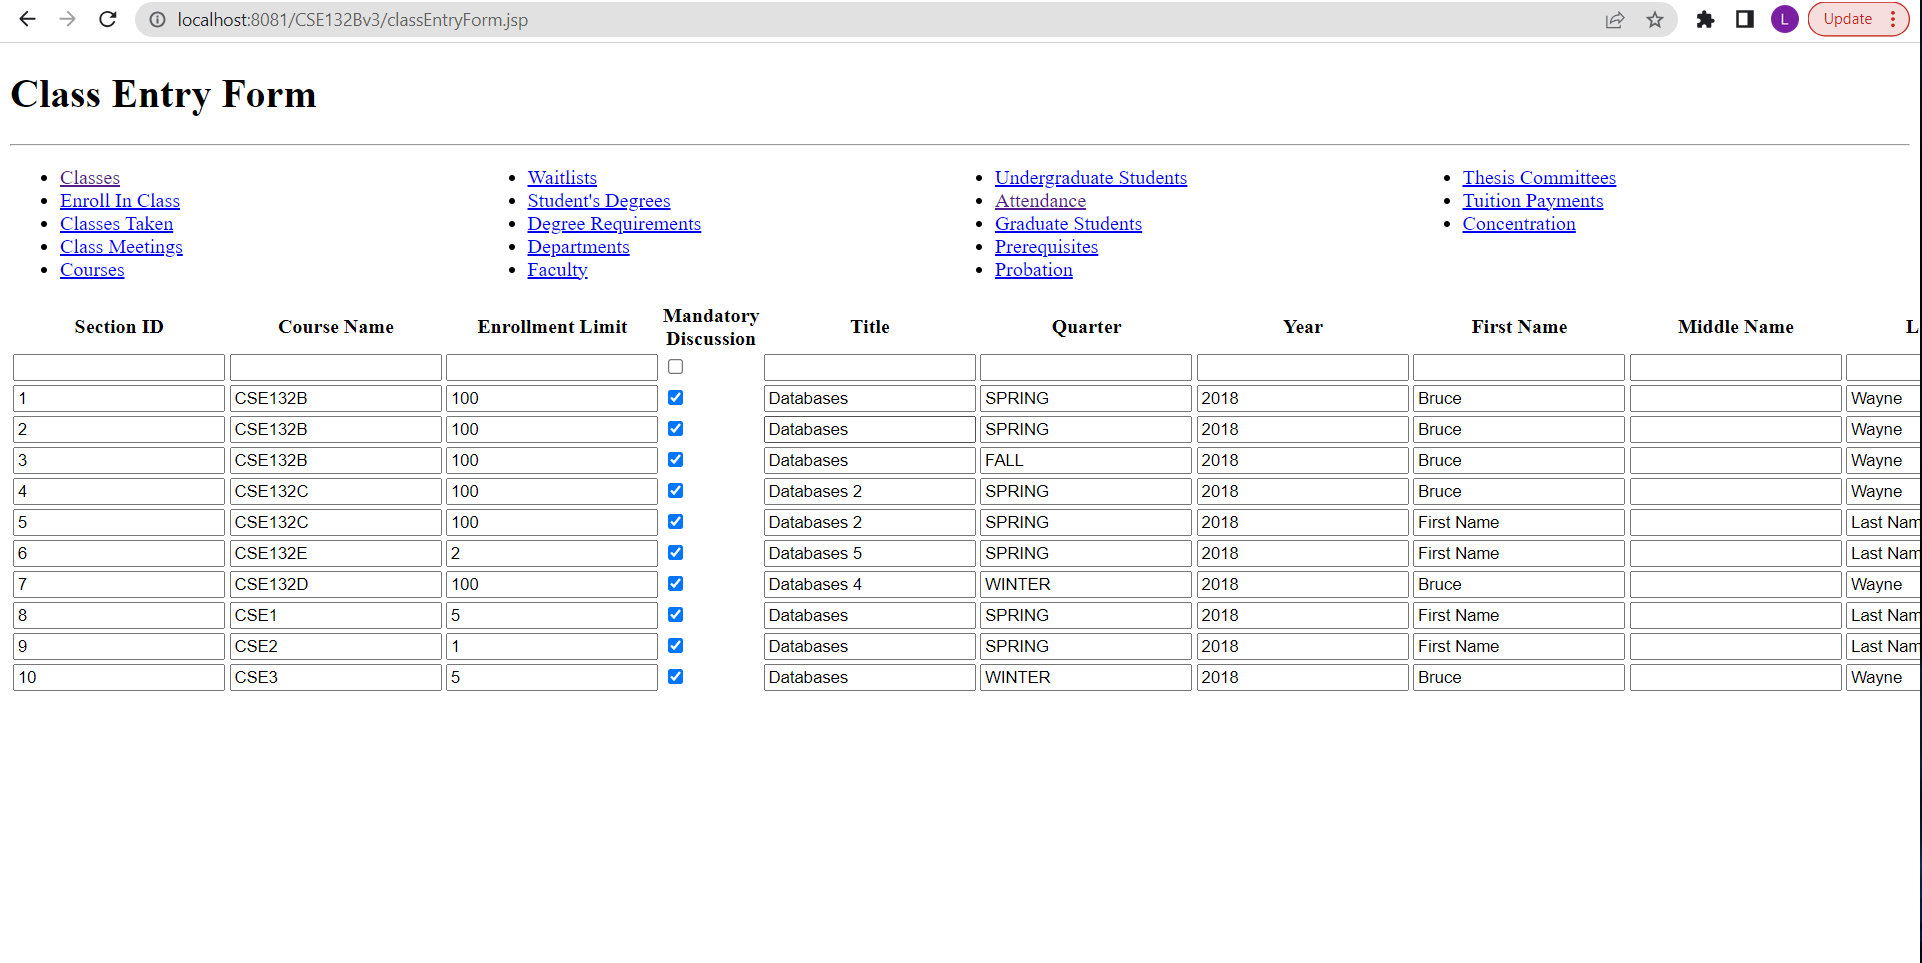 localhost:8081/CSE132Bv3/classEntryForm.jsp L Update
Class Entry Form
Classes
Enroll In Class
Classes Taken
Class Meetings
Courses
Waitlists
Student's Degrees
Degree Requirements
Departments
Faculty
Undergraduate Students
Attendance
Graduate Students
Prerequisites
Probation
Thesis Committees
Tuition Payments
Concentration
Section ID Course Name Enrollment Limit Mandatory Discussion Title Quarter Year First Name Middle Name L
1 CSE132B 100 Databases SPRING 2018 Bruce Wayne
2 CSE132B 100 Databases SPRING 2018 Bruce Wayne
3 CSE132B 100 Databases FALL 2018 Bruce Wayne
4 CSE132C 100 Databases 2 SPRING 2018 Bruce Wayne
5 CSE132C 100 Databases 2 SPRING 2018 First Name Last Nam
6 CSE132E 2 Databases 5 SPRING 2018 First Name Last Nam
7 CSE132D 100 Databases 4 WINTER 2018 Bruce Wayne
8 CSE1 5 Databases SPRING 2018 First Name Last Nam
9 CSE2 1 Databases SPRING 2018 First Name Last Nam
10 CSE3 5 Databases WINTER 2018 Bruce Wayne